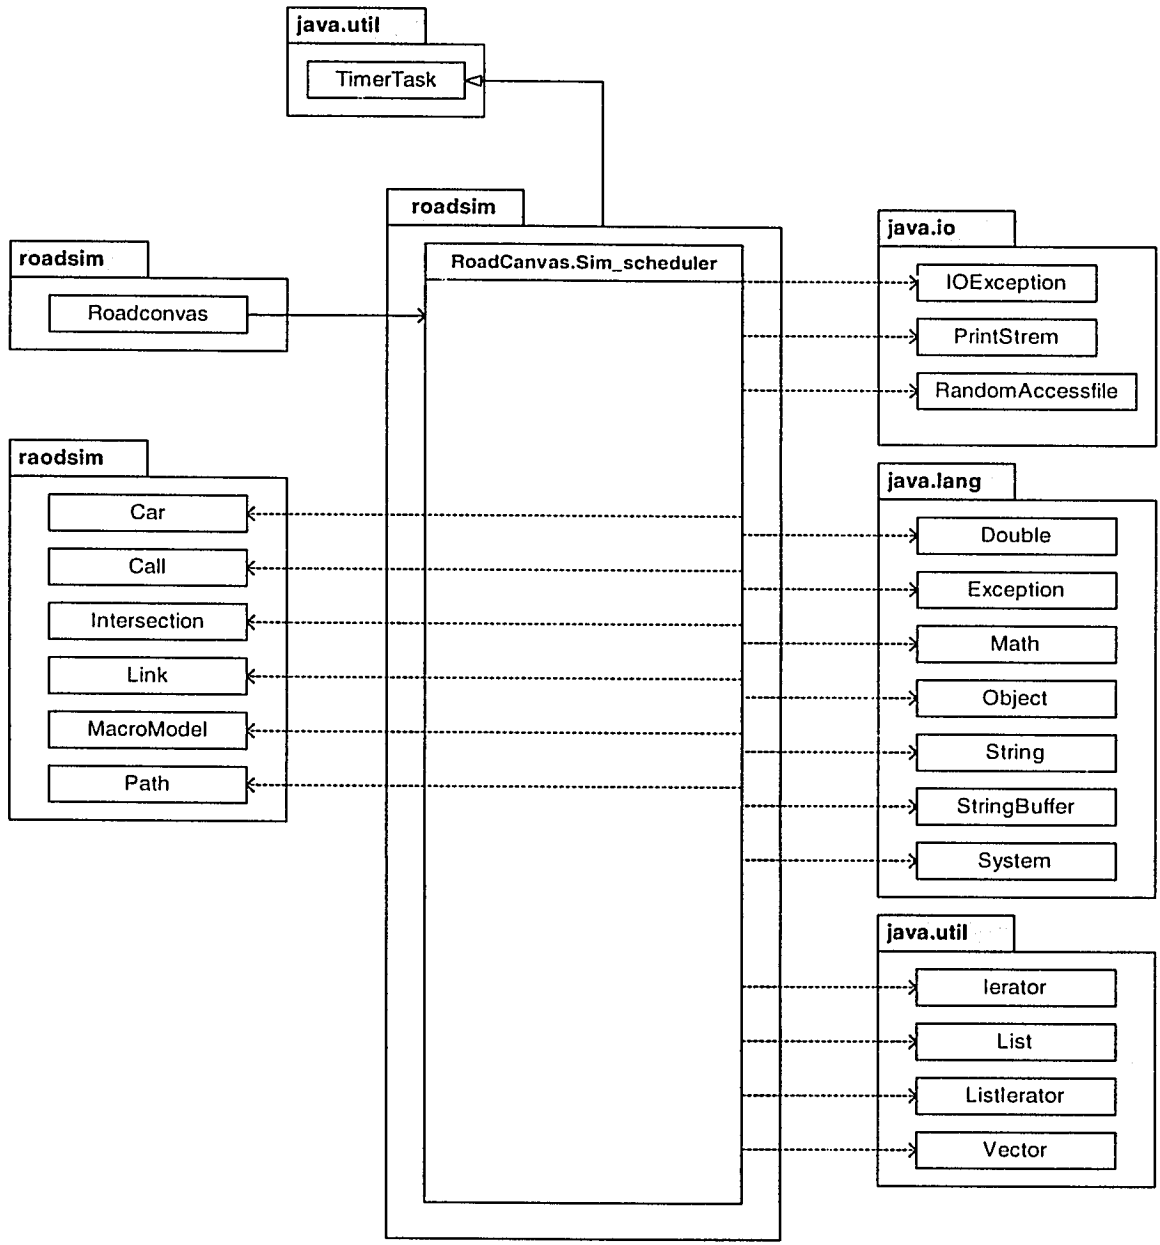 java.util
TimerTask
roadsim
RoadCanvas.Sim_scheduler
roadsim
Roadconvas
raodsim
Car
Call
Intersection
Link
MacroModel
Path
java.io
IOException
PrintStrem
RandomAccessfile
java.lang
Double
Exception
Math
Object
String
StringBuffer
System
java.util
Ierator
List
ListIerator
Vector